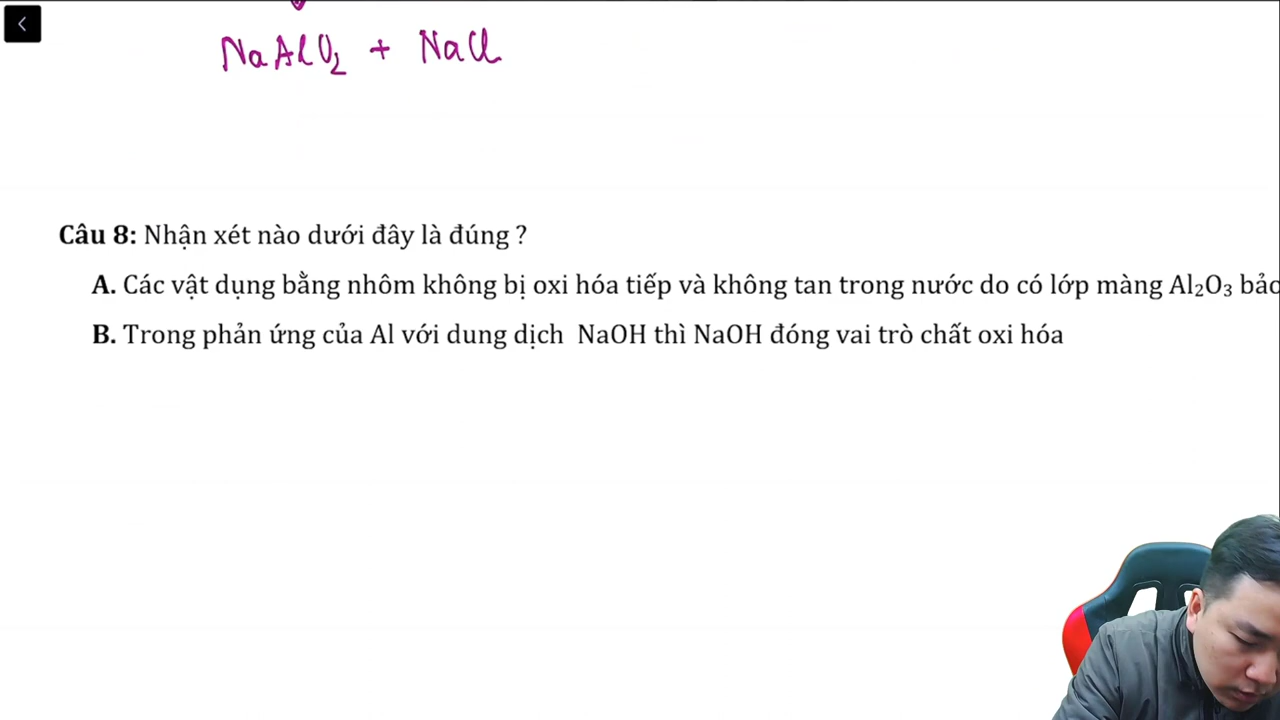 NaAlO₂ + NaCl
Câu 8: Nhận xét nào dưới đây là đúng ?
A. Các vật dụng bằng nhôm không bị oxi hóa tiếp và không tan trong nước do có lớp màng Al₂O₃ bảo
B. Trong phản ứng của Al với dung dịch NaOH thì NaOH đóng vai trò chất oxi hóa